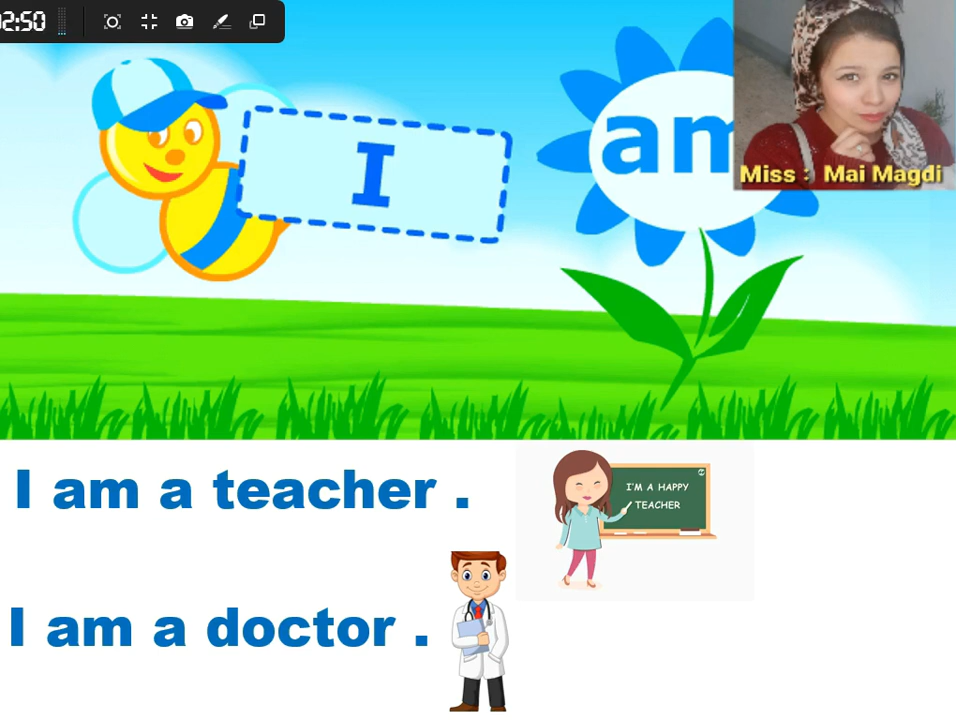 2:50
I
am
Miss : Mai Magdi
I am a teacher .
I'M A HAPPY
TEACHER
I am a doctor .